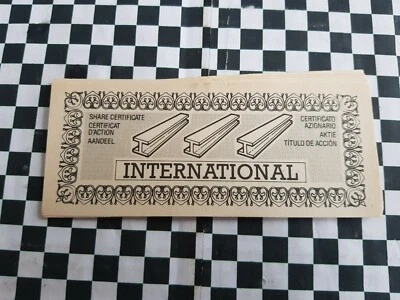 SHARE CERTIFICATE
CERTIFICAT
D'ACTION
AANDEEL
CERTIFICATO
AZIONARIO
AKTIE
TÍTULO DE ACCIÓN
INTERNATIONAL